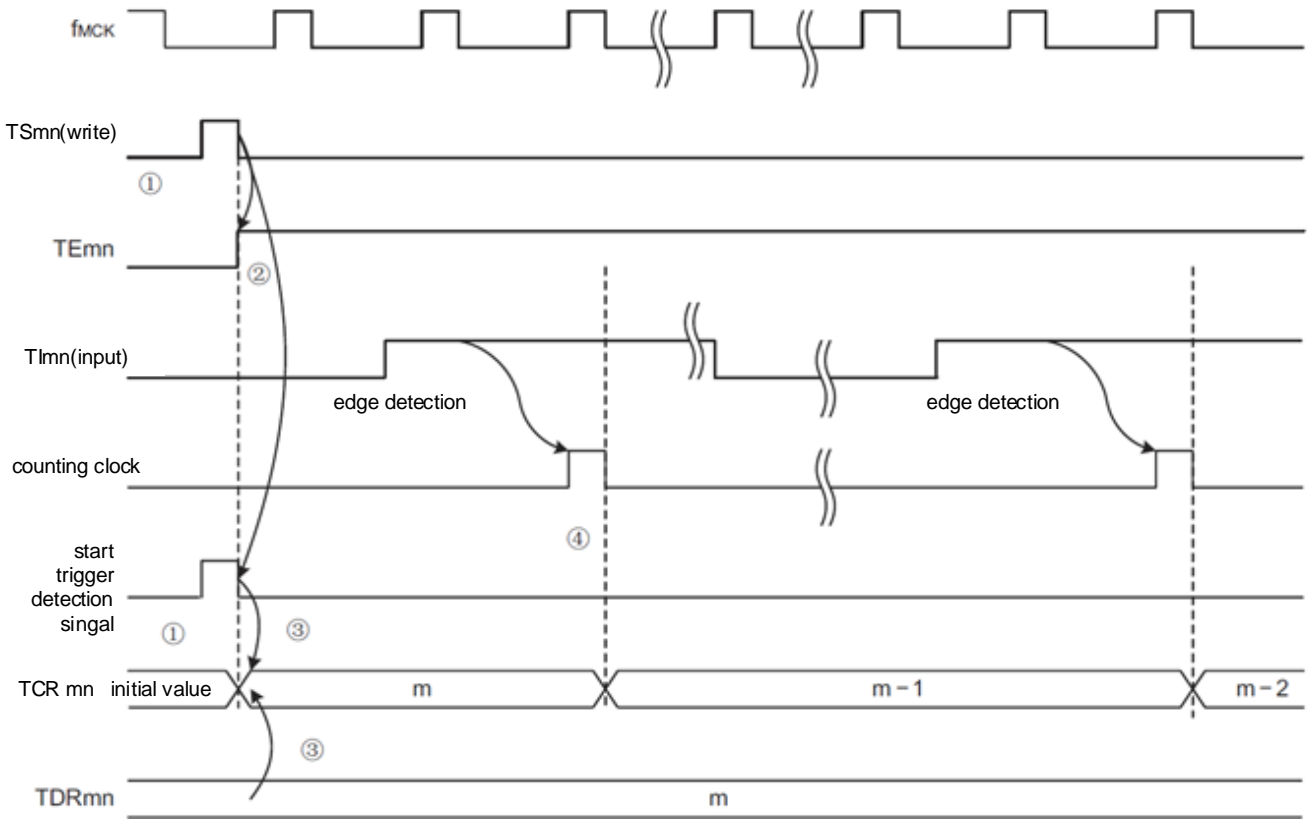 fMCK
TSmn(write)
①
TEmn
②
TImn(input)
edge detection
edge detection
counting clock
④
start
trigger
detection
singal
①
③
TCR mn initial value
m
m-1
m-2
③
TDRmn
m